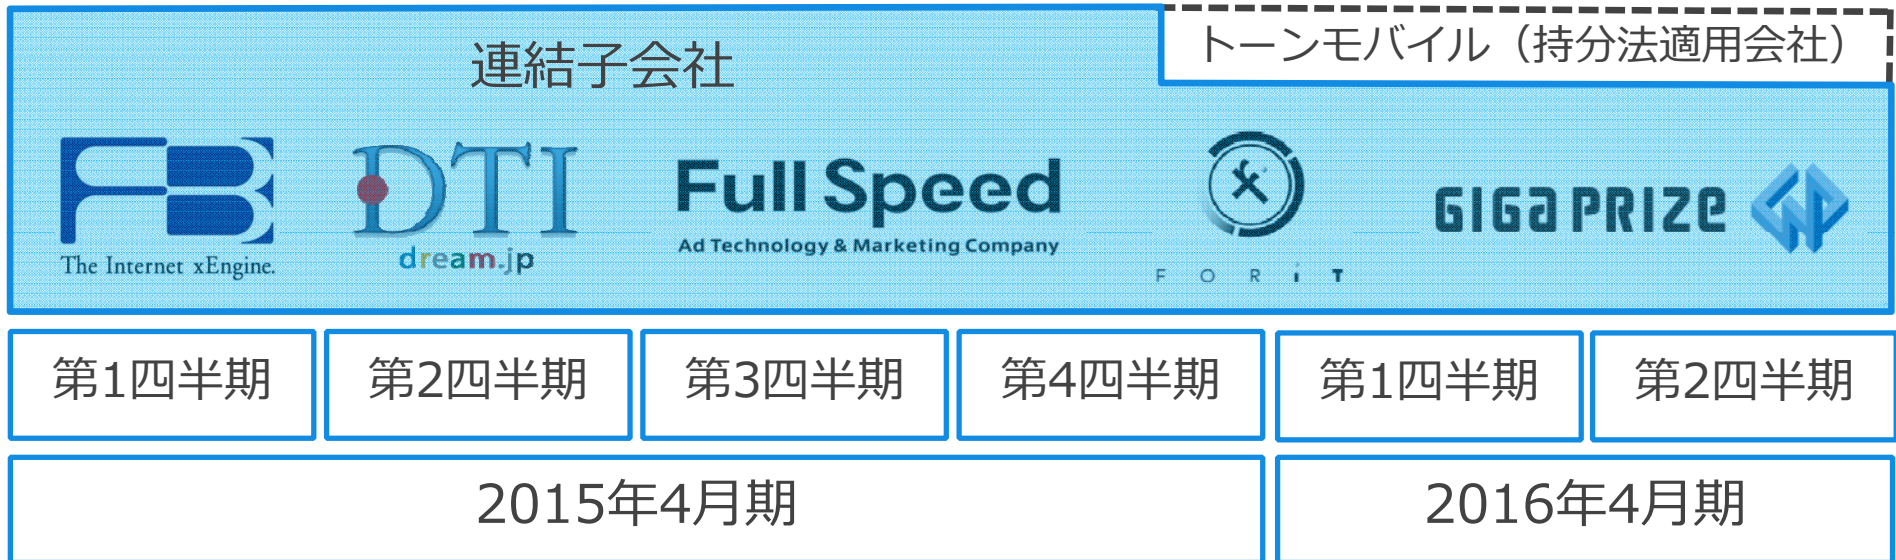 連結子会社
トーンモバイル（持分法適用会社）
FB
The Internet xEngine.
DTI
dream.jp
Full Speed
Ad Technology & Marketing Company
FORiT
GIGA PRIZE
第1四半期
第2四半期
第3四半期
第4四半期
第1四半期
第2四半期
2015年4月期
2016年4月期